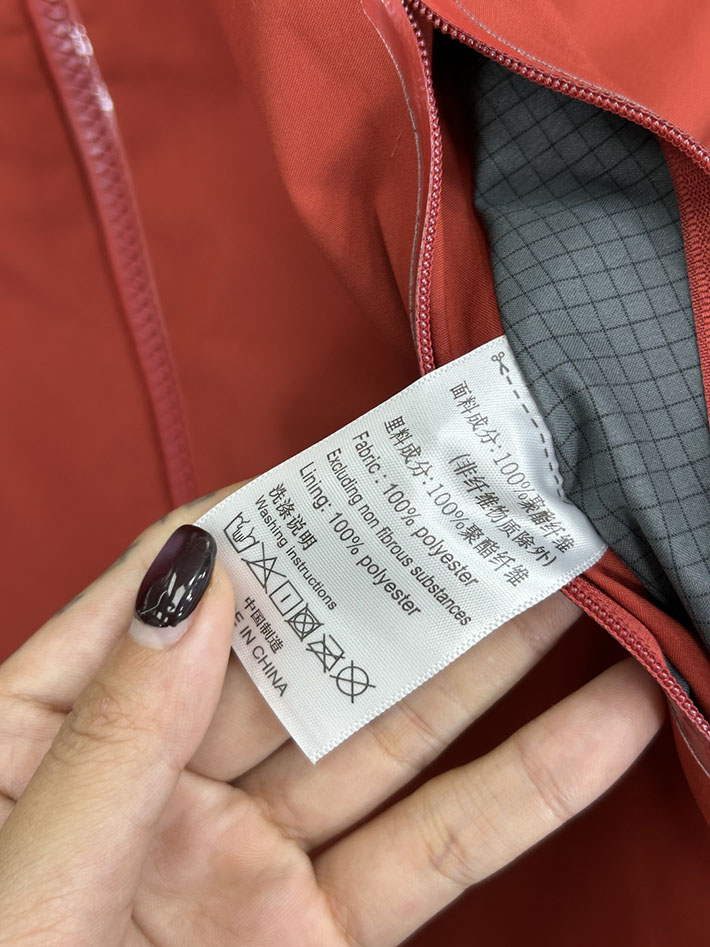 面料成分:100%聚酯纤维
(非纤维物质除外)
里料成分:100%聚酯纤维
Fabric.: 100% polyester
Excluding non fibrous substances
Lining: 100% polyester
洗涤说明
Washing instructions
中国制造
E IN CHINA